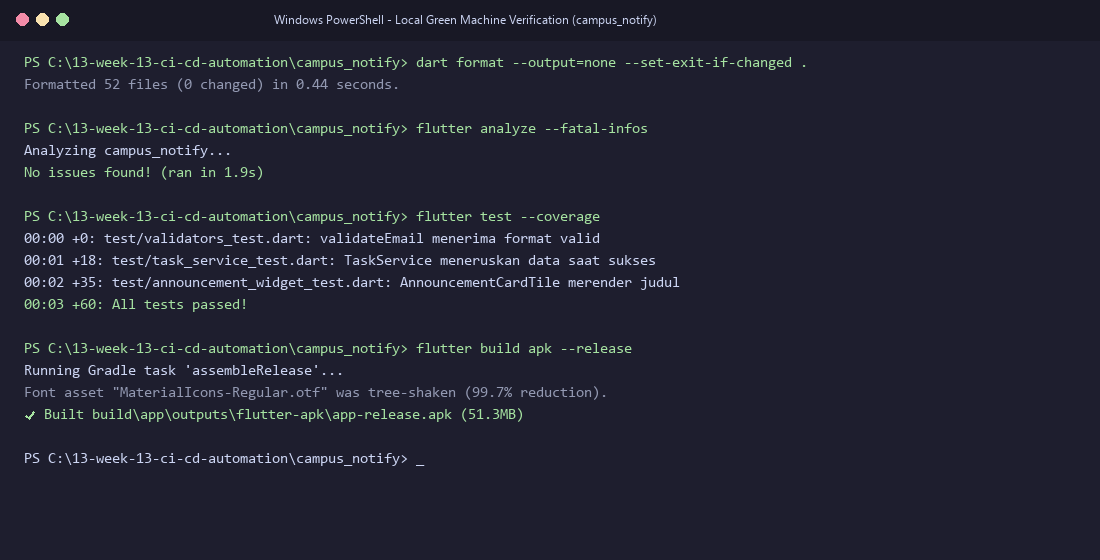 Windows PowerShell - Local Green Machine Verification (campus_notify)
PS C:\13-week-13-ci-cd-automation\campus_notify> dart format --output=none --set-exit-if-changed .
Formatted 52 files (0 changed) in 0.44 seconds.
PS C:\13-week-13-ci-cd-automation\campus_notify> flutter analyze --fatal-infos
Analyzing campus_notify...
No issues found! (ran in 1.9s)
PS C:\13-week-13-ci-cd-automation\campus_notify> flutter test --coverage
00:00 +0: test/validators_test.dart: validateEmail menerima format valid
00:01 +18: test/task_service_test.dart: TaskService meneruskan data saat sukses
00:02 +35: test/announcement_widget_test.dart: AnnouncementCardTile merender judul
00:03 +60: All tests passed!
PS C:\13-week-13-ci-cd-automation\campus_notify> flutter build apk --release
Running Gradle task 'assembleRelease'...
Font asset "MaterialIcons-Regular.otf" was tree-shaken (99.7% reduction).
✓ Built build\app\outputs\flutter-apk\app-release.apk (51.3MB)
PS C:\13-week-13-ci-cd-automation\campus_notify> _